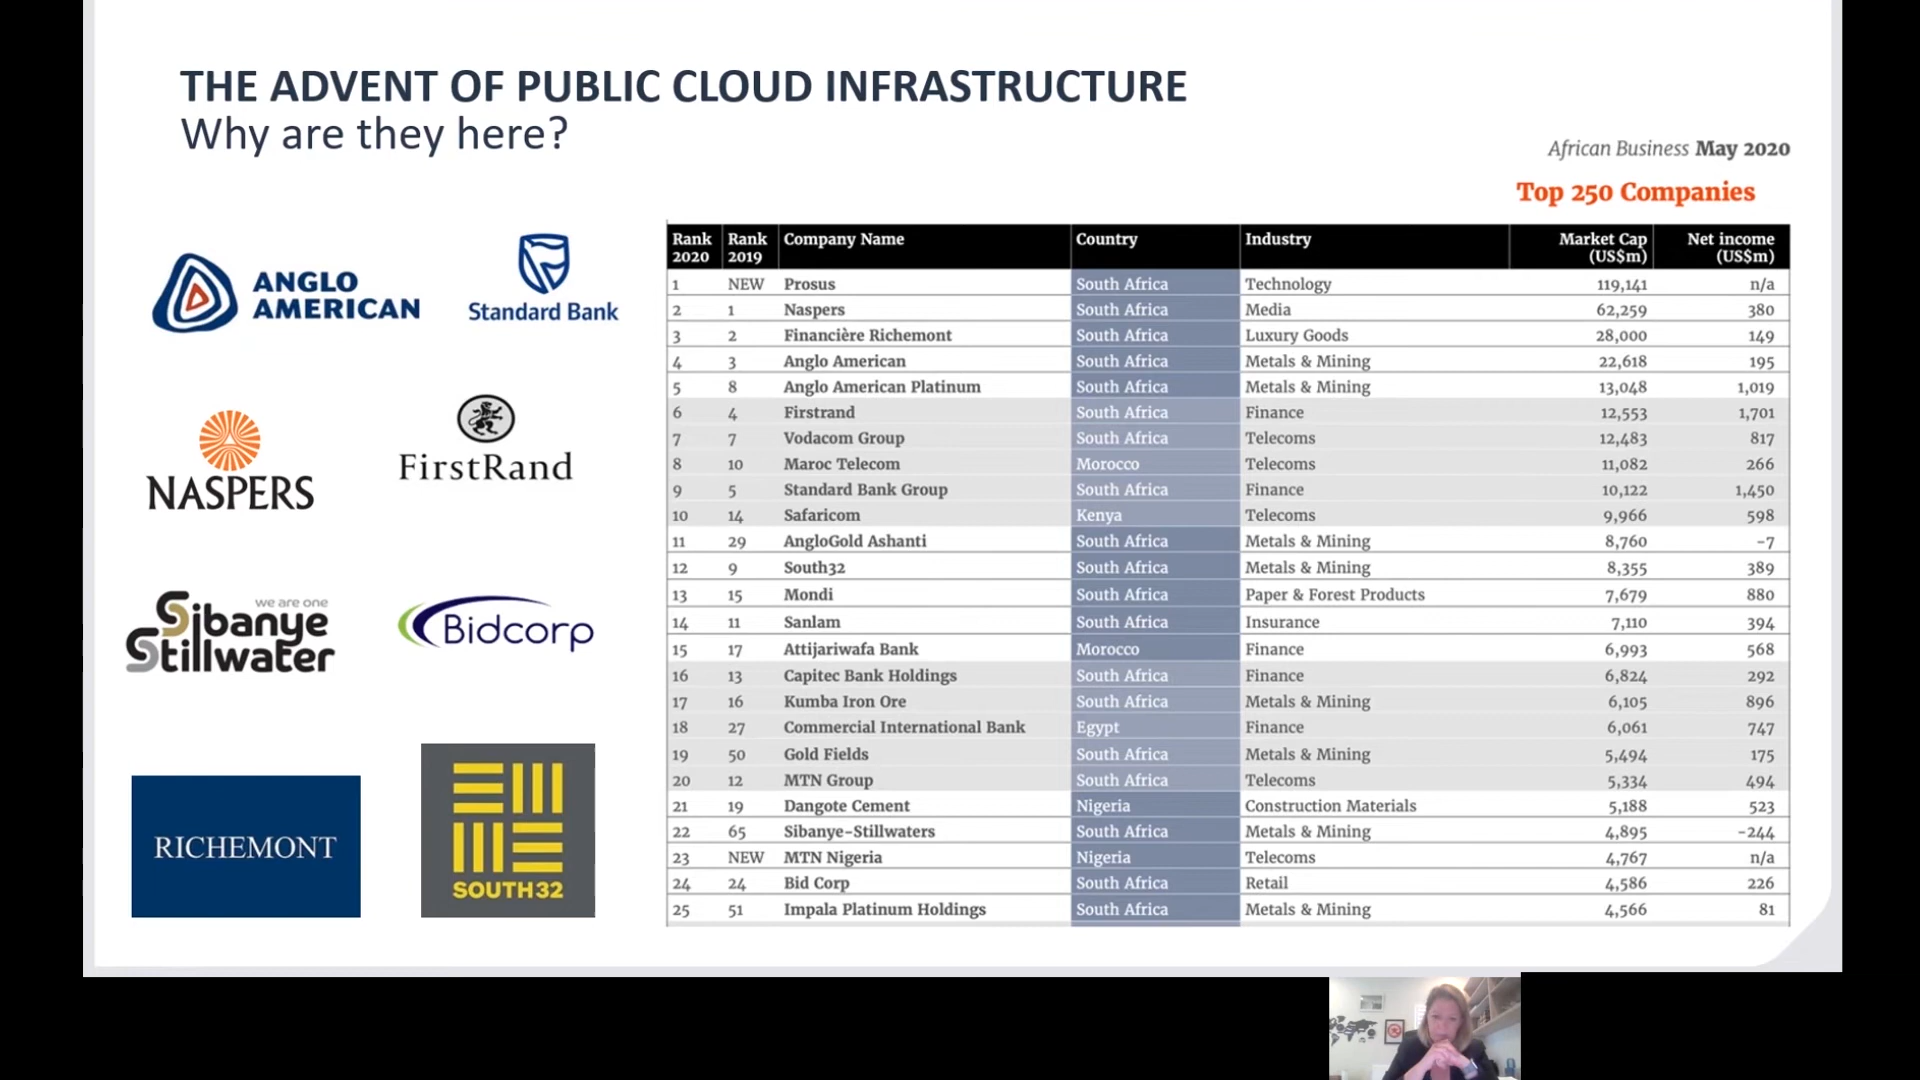 THE ADVENT OF PUBLIC CLOUD INFRASTRUCTURE
Why are they here?
African Business May 2020
Top 250 Companies
ANGLO
AMERICAN
Standard Bank
NASPERS
FirstRand
we are one
Sibanye
Stillwater
Bidcorp
RICHEMONT
SOUTH32
Rank 2020 Rank 2019 Company Name Country Industry Market Cap (US$m) Net income (US$m)
1 NEW Prosus South Africa Technology 119,141 n/a
2 1 Naspers South Africa Media 62,259 380
3 2 Financière Richemont South Africa Luxury Goods 28,000 149
4 3 Anglo American South Africa Metals & Mining 22,618 195
5 8 Anglo American Platinum South Africa Metals & Mining 13,048 1,019
6 4 Firstrand South Africa Finance 12,553 1,701
7 7 Vodacom Group South Africa Telecoms 12,483 817
8 10 Maroc Telecom Morocco Telecoms 11,082 266
9 5 Standard Bank Group South Africa Finance 10,122 1,450
10 14 Safaricom Kenya Telecoms 9,966 598
11 29 AngloGold Ashanti South Africa Metals & Mining 8,760 -7
12 9 South32 South Africa Metals & Mining 8,355 389
13 15 Mondi South Africa Paper & Forest Products 7,679 880
14 11 Sanlam South Africa Insurance 7,110 394
15 17 Attijariwafa Bank Morocco Finance 6,993 568
16 13 Capitec Bank Holdings South Africa Finance 6,824 292
17 16 Kumba Iron Ore South Africa Metals & Mining 6,105 896
18 27 Commercial International Bank Egypt Finance 6,061 747
19 50 Gold Fields South Africa Metals & Mining 5,494 175
20 12 MTN Group South Africa Telecoms 5,334 494
21 19 Dangote Cement Nigeria Construction Materials 5,188 523
22 65 Sibanye-Stillwaters South Africa Metals & Mining 4,895 -244
23 NEW MTN Nigeria Nigeria Telecoms 4,767 n/a
24 24 Bid Corp South Africa Retail 4,586 226
25 51 Impala Platinum Holdings South Africa Metals & Mining 4,566 81